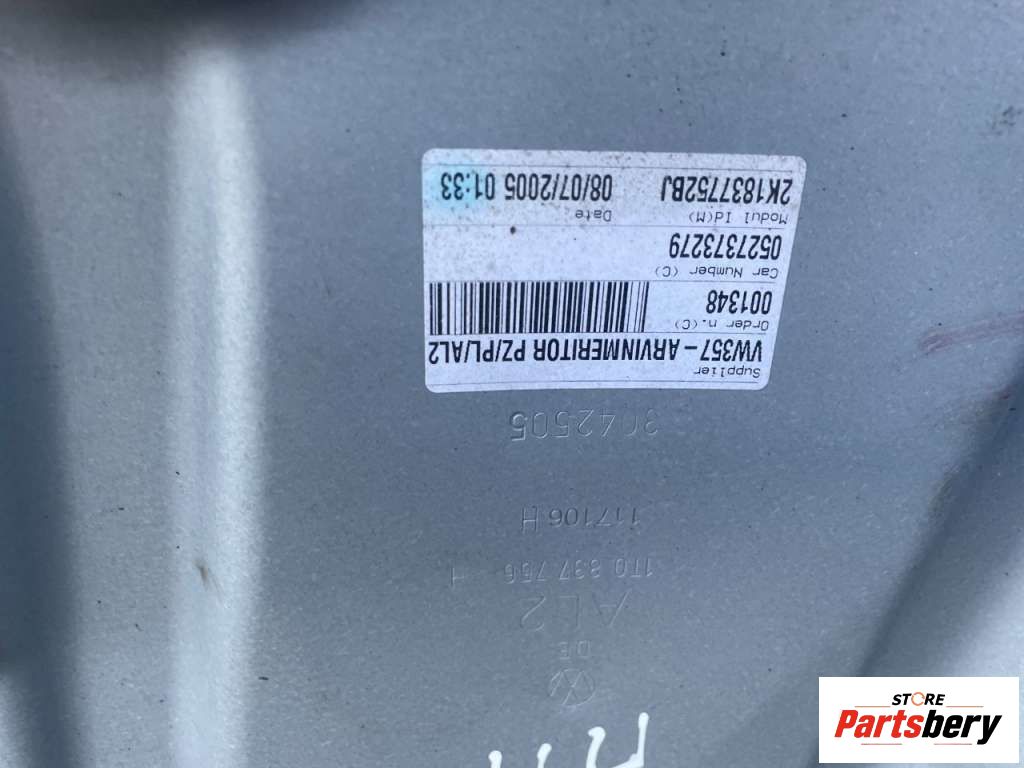 Supplier
VW357 - ARVINMERITOR PZ/PL/AL2
Order n.(C)
001348
Car Number (C)
0527373279
Modul Id(M) Date
2K1837752BJ 08/07/2005 01:33
3042505
117106 H
1T0 837 756
AL2
DE
STORE
Partsbery